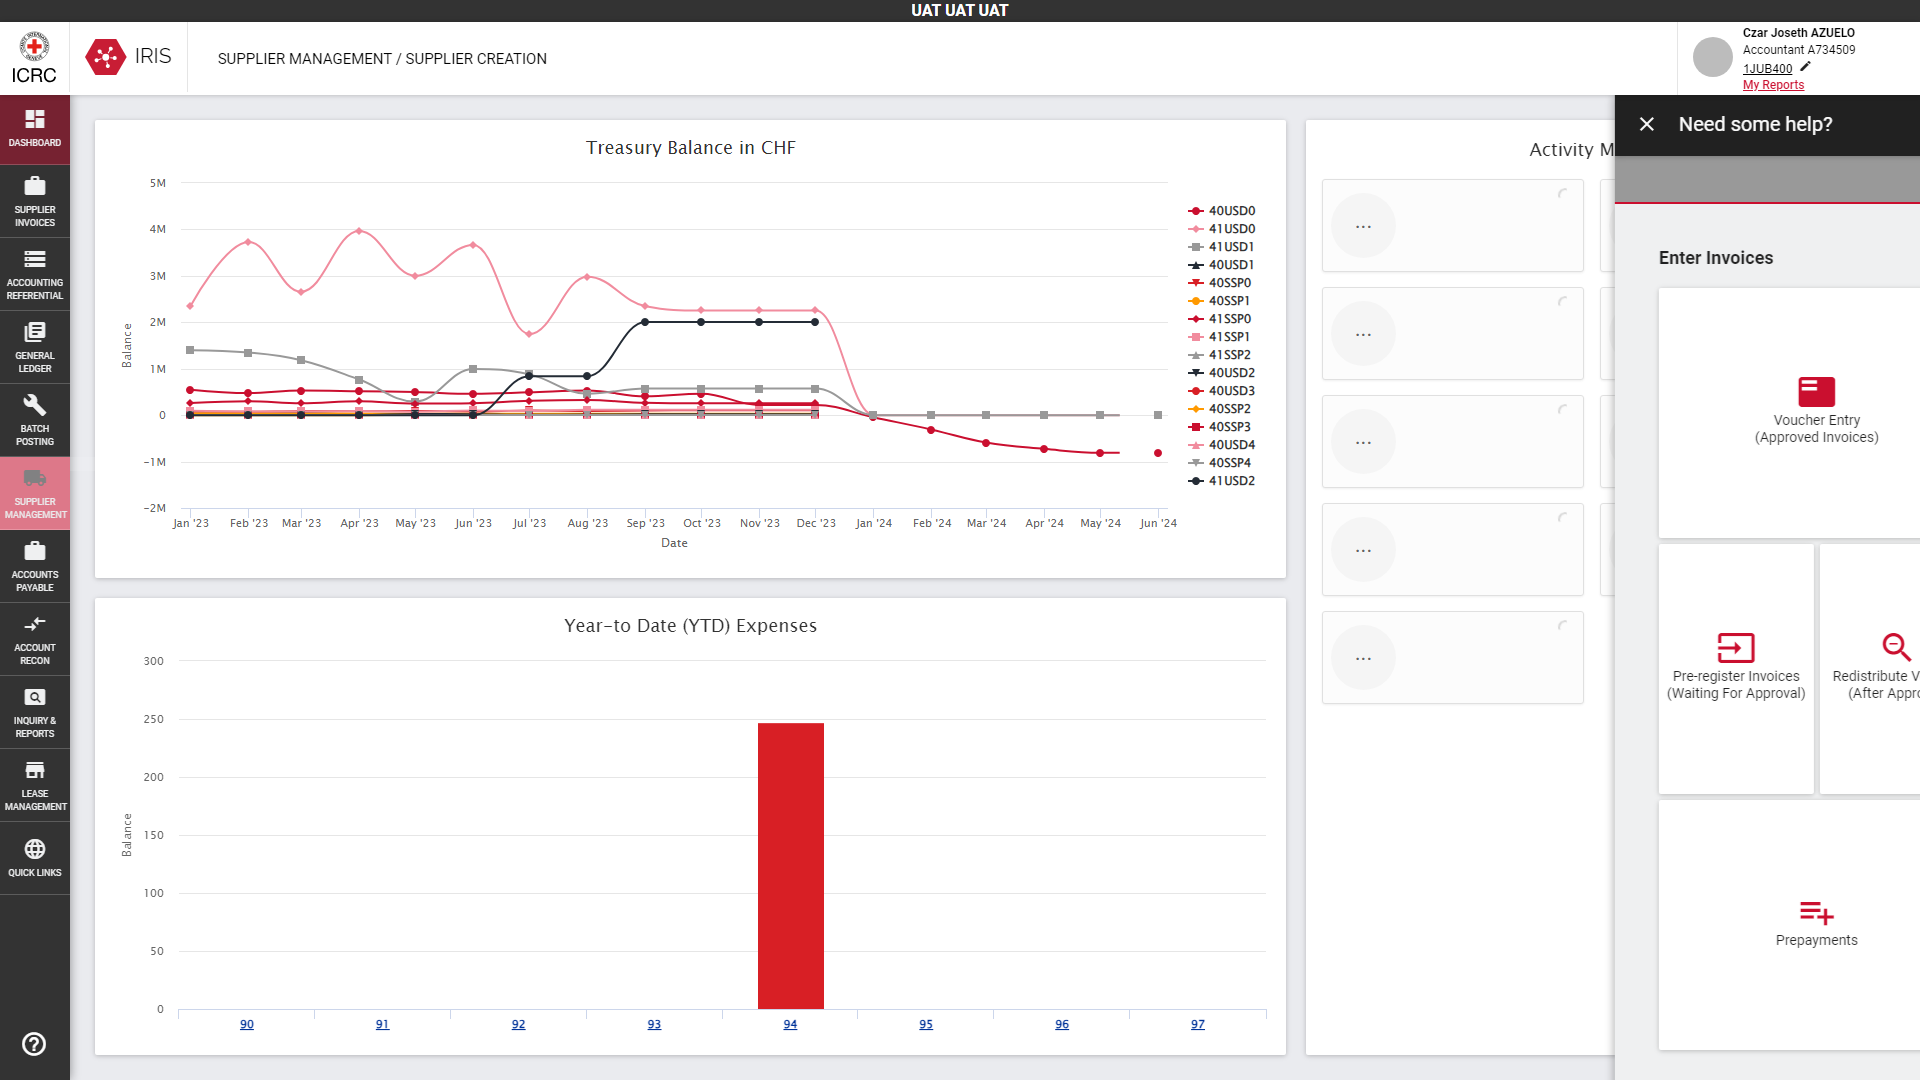 UAT UAT UAT
ICRC
IRIS
SUPPLIER MANAGEMENT / SUPPLIER CREATION
Czar Joseth AZUELO
Accountant A734509
1JUB400
My Reports
DASHBOARD
SUPPLIER
INVOICES
ACCOUNTING
REFERENTIAL
GENERAL
LEDGER
BATCH
POSTING
SUPPLIER
MANAGEMENT
ACCOUNTS
PAYABLE
ACCOUNT
RECON
INQUIRY &
REPORTS
LEASE
MANAGEMENT
QUICK LINKS
Treasury Balance in CHF
5M
4M
3M
2M
1M
0
-1M
-2M
Balance
Jan '23 Feb '23 Mar '23 Apr '23 May '23 Jun '23 Jul '23 Aug '23 Sep '23 Oct '23 Nov '23 Dec '23 Jan '24 Feb '24 Mar '24 Apr '24 May '24 Jun '24
Date
40USD0
41USD0
41USD1
40USD1
40SSP0
40SSP1
41SSP0
41SSP1
41SSP2
40USD2
40USD3
40SSP2
40SSP3
40USD4
40SSP4
41USD2
Year-to Date (YTD) Expenses
300
250
200
150
100
50
0
Balance
90 91 92 93 94 95 96 97
Activity M
...
...
...
...
...
Need some help?
Enter Invoices
Voucher Entry
(Approved Invoices)
Pre-register Invoices
(Waiting For Approval)
Redistribute V
(After Appro
Prepayments